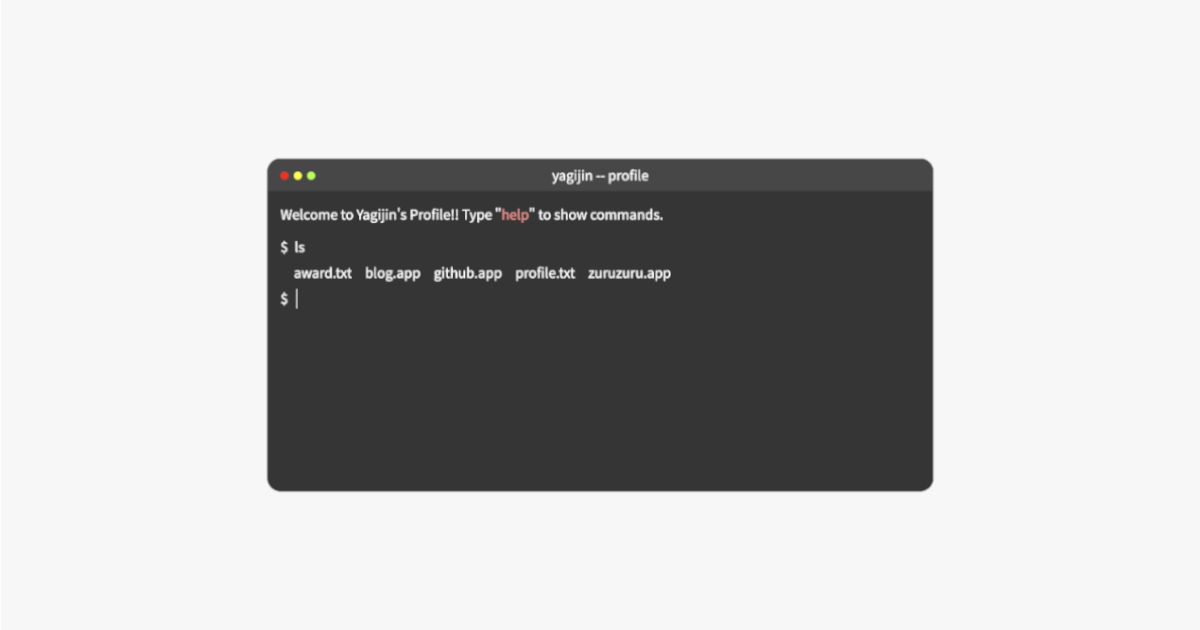 yagijin -- profile
Welcome to Yagijin's Profile!! Type "help" to show commands.
$ ls
award.txt blog.app github.app profile.txt zuruzuru.app
$